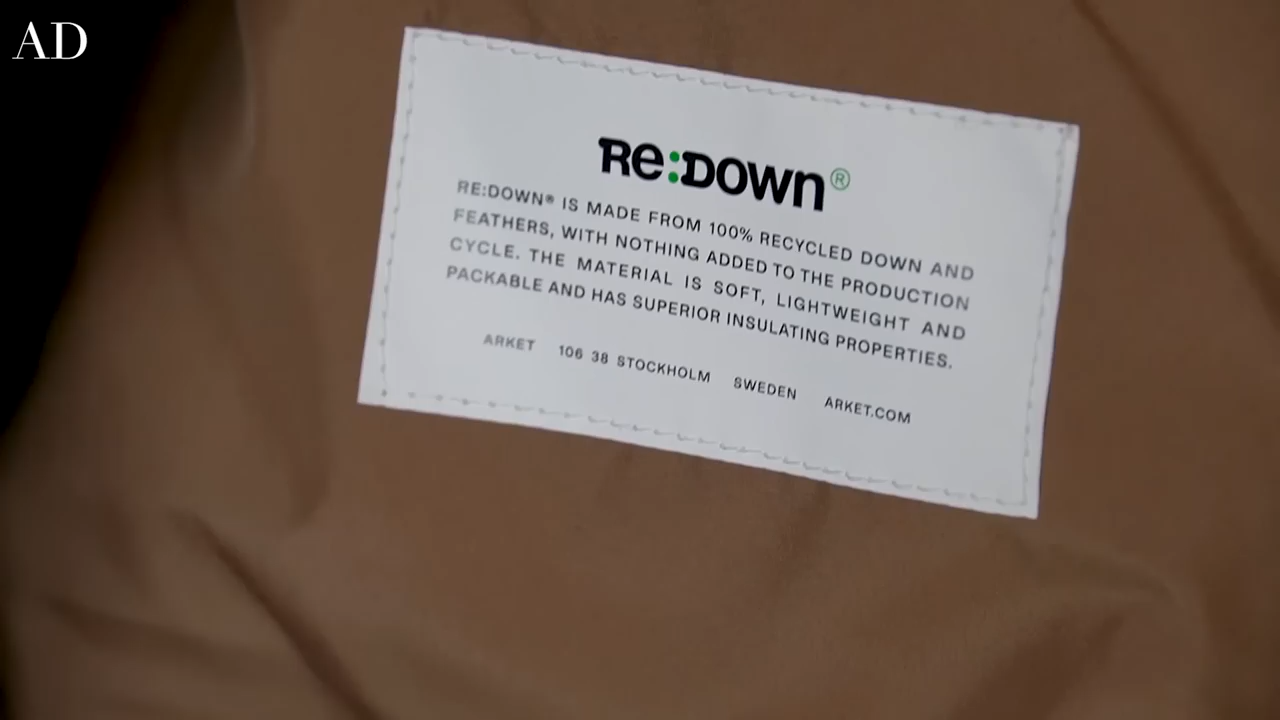 AD
Re:DOWN®
RE:DOWN® IS MADE FROM 100% RECYCLED DOWN AND
FEATHERS, WITH NOTHING ADDED TO THE PRODUCTION
CYCLE. THE MATERIAL IS SOFT, LIGHTWEIGHT AND
PACKABLE AND HAS SUPERIOR INSULATING PROPERTIES.
ARKET 106 38 STOCKHOLM SWEDEN ARKET.COM